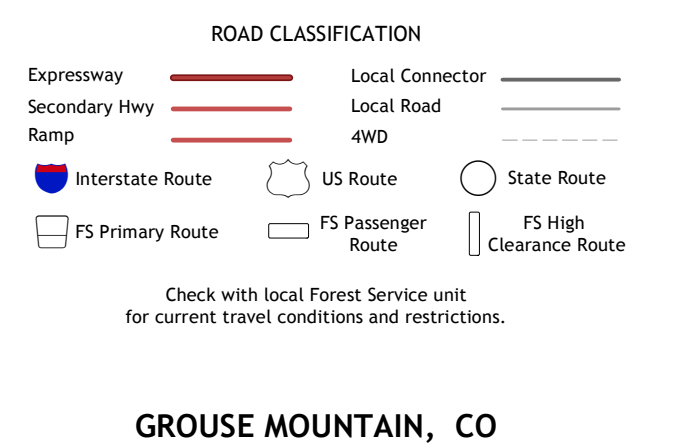 ROAD CLASSIFICATION
Expressway
Local Connector
Secondary Hwy
Local Road
Ramp
4WD
Interstate Route
US Route
State Route
FS Primary Route
FS Passenger
Route
FS High
Clearance Route
Check with local Forest Service unit
for current travel conditions and restrictions.
GROUSE MOUNTAIN, CO